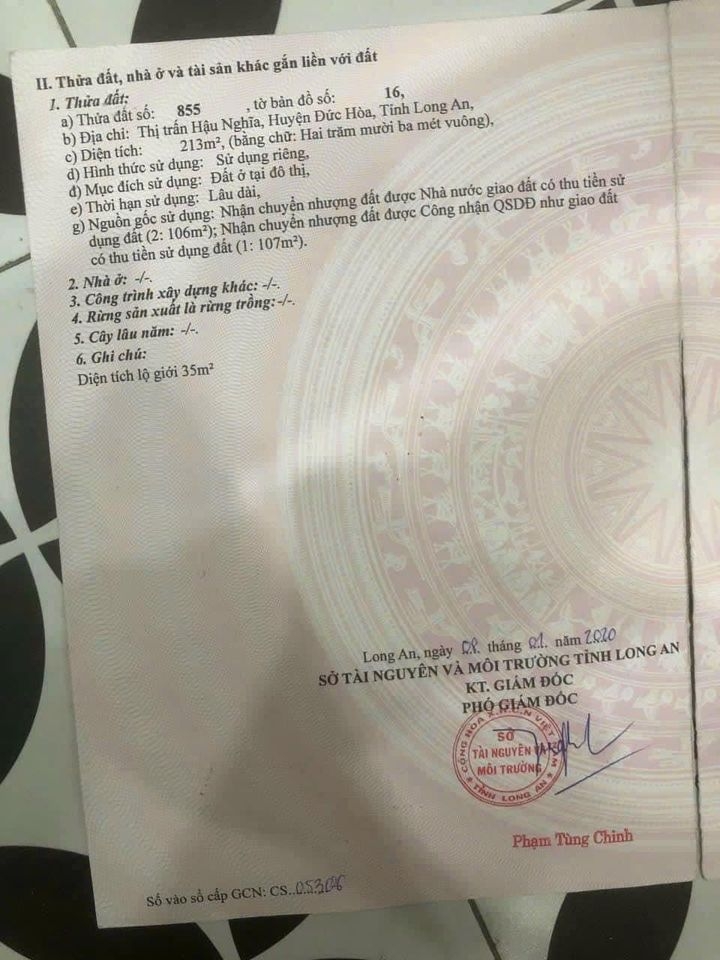 II. Thửa đất, nhà ở và tài sản khác gắn liền với đất
1. Thửa đất:
a) Thửa đất số: 855 , tờ bản đồ số: 16,
b) Địa chỉ: Thị trấn Hậu Nghĩa, Huyện Đức Hòa, Tỉnh Long An,
c) Diện tích: 213m², (bằng chữ: Hai trăm mười ba mét vuông),
d) Hình thức sử dụng: Sử dụng riêng,
đ) Mục đích sử dụng: Đất ở tại đô thị,
e) Thời hạn sử dụng: Lâu dài,
g) Nguồn gốc sử dụng: Nhận chuyển nhượng đất được Nhà nước giao đất có thu tiền sử
dụng đất (2: 106m²); Nhận chuyển nhượng đất được Công nhận QSDĐ như giao đất
có thu tiền sử dụng đất (1: 107m²).
2. Nhà ở: -/-.
3. Công trình xây dựng khác: -/-.
4. Rừng sản xuất là rừng trồng: -/-.
5. Cây lâu năm: -/-.
6. Ghi chú:
Diện tích lộ giới 35m²
Long An, ngày 08. tháng 01. năm 2020
SỞ TÀI NGUYÊN VÀ MÔI TRƯỜNG TỈNH LONG AN
KT. GIÁM ĐỐC
PHÓ GIÁM ĐỐC
CỘNG HÒA X.H.C.N VIỆT NAM
SỞ
TÀI NGUYÊN VÀ
MÔI TRƯỜNG
TỈNH LONG AN
Phạm Tùng Chinh
Số vào sổ cấp GCN: CS..053026